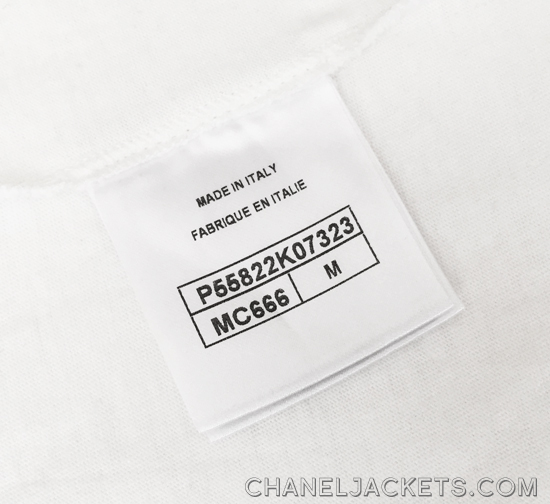 MADE IN ITALY
FABRIQUE EN ITALIE
P55822K07323
MC666 M
CHANELJACKETS.COM